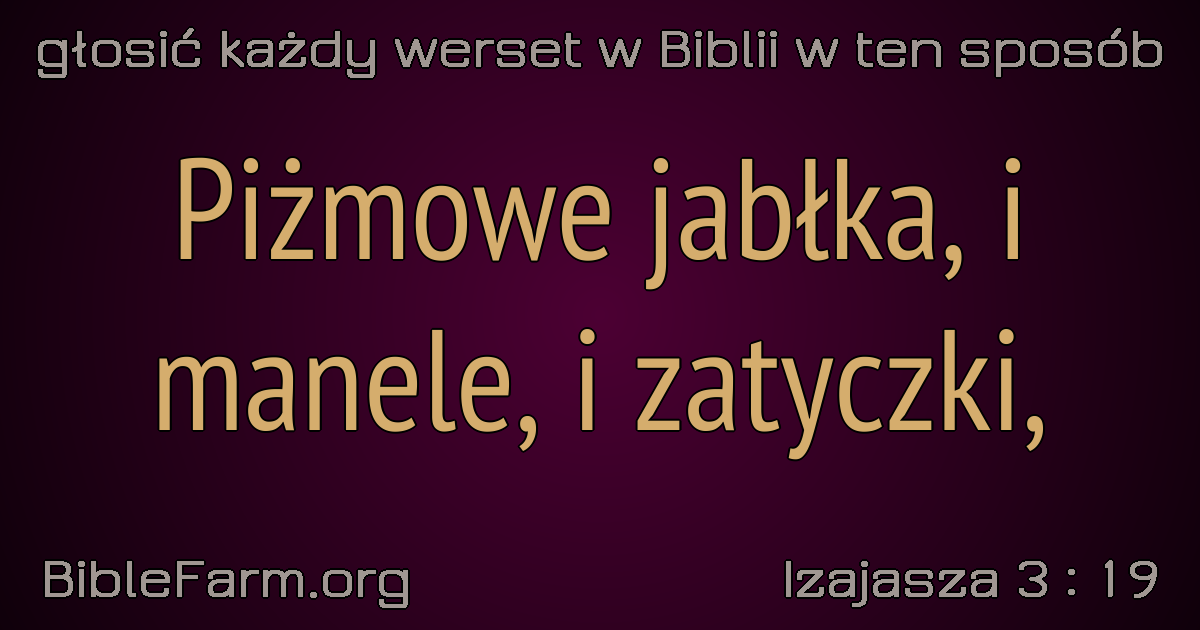 głosić każdy werset w Biblii w ten sposób
Piżmowe jabłka, i
manele, i zatyczki,
BibleFarm.org
Izajasza 3 : 19